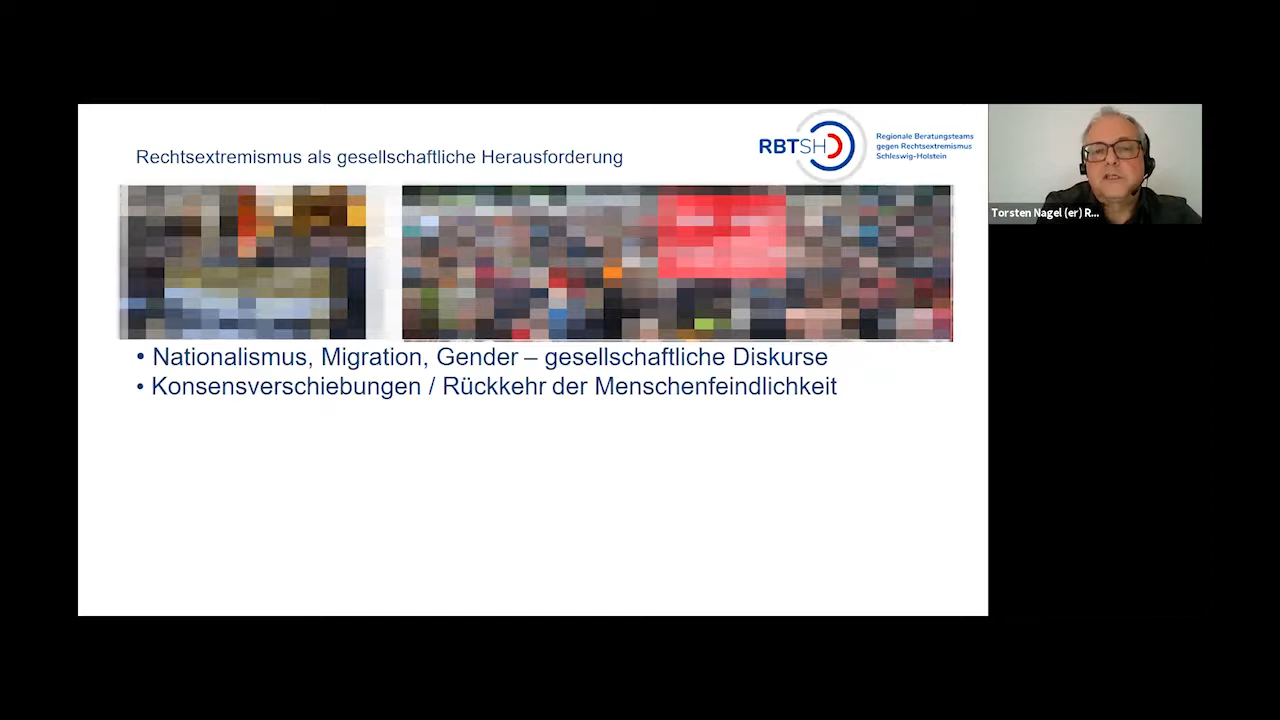 Rechtsextremismus als gesellschaftliche Herausforderung
RBTSH
Regionale Beratungsteams
gegen Rechtsextremismus
Schleswig-Holstein
• Nationalismus, Migration, Gender – gesellschaftliche Diskurse
• Konsensverschiebungen / Rückkehr der Menschenfeindlichkeit
Torsten Nagel (er) R...